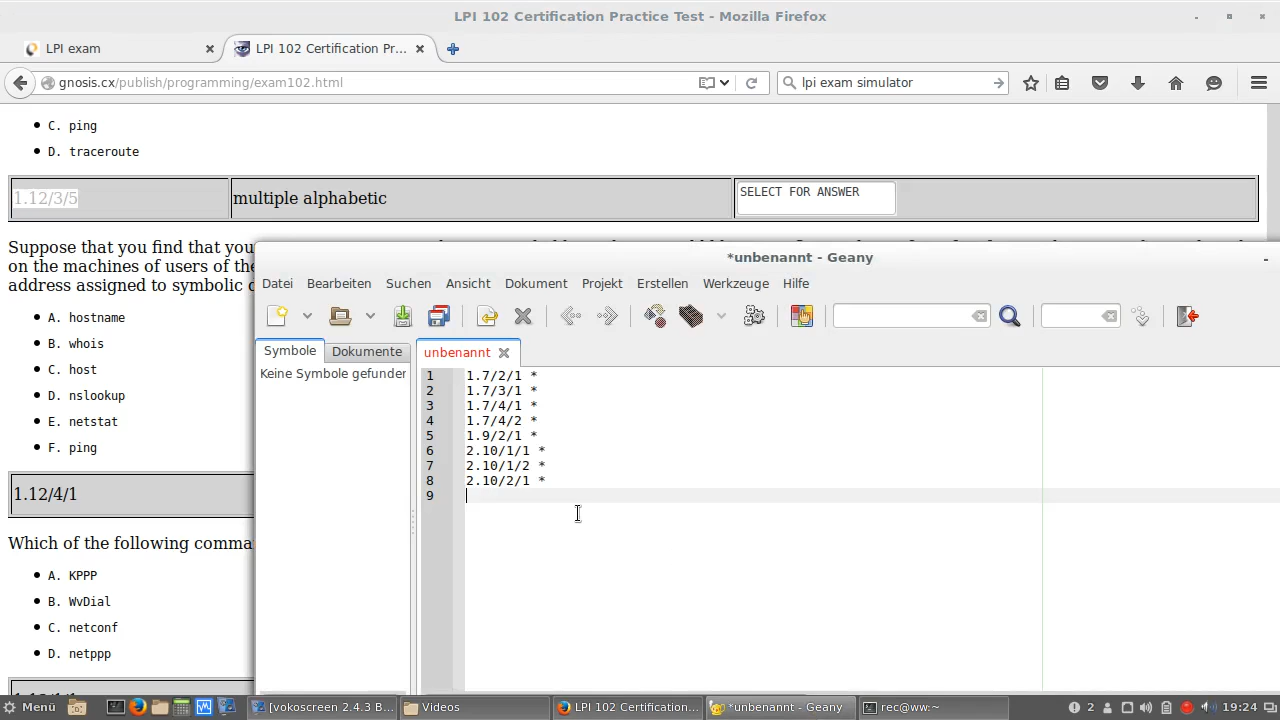 LPI 102 Certification Practice Test - Mozilla Firefox
LPI exam
LPI 102 Certification Pr...
gnosis.cx/publish/programming/exam102.html
lpi exam simulator
C. ping
D. traceroute
1.12/3/5
multiple alphabetic
SELECT FOR ANSWER
Suppose that you find that you
on the machines of users of the
address assigned to symbolic
A. hostname
B. whois
C. host
D. nslookup
E. netstat
F. ping
1.12/4/1
Which of the following comma
A. KPPP
B. WvDial
C. netconf
D. netppp
*unbenannt - Geany
Datei
Bearbeiten
Suchen
Ansicht
Dokument
Projekt
Erstellen
Werkzeuge
Hilfe
Symbole
Dokumente
unbenannt
Keine Symbole gefunden
1 1.7/2/1 *
2 1.7/3/1 *
3 1.7/4/1 *
4 1.7/4/2 *
5 1.9/2/1 *
6 2.10/1/1 *
7 2.10/1/2 *
8 2.10/2/1 *
9
Menü
[vokoscreen 2.4.3 B...
Videos
LPI 102 Certification...
*unbenannt - Geany
rec@ww:~
2
19:24